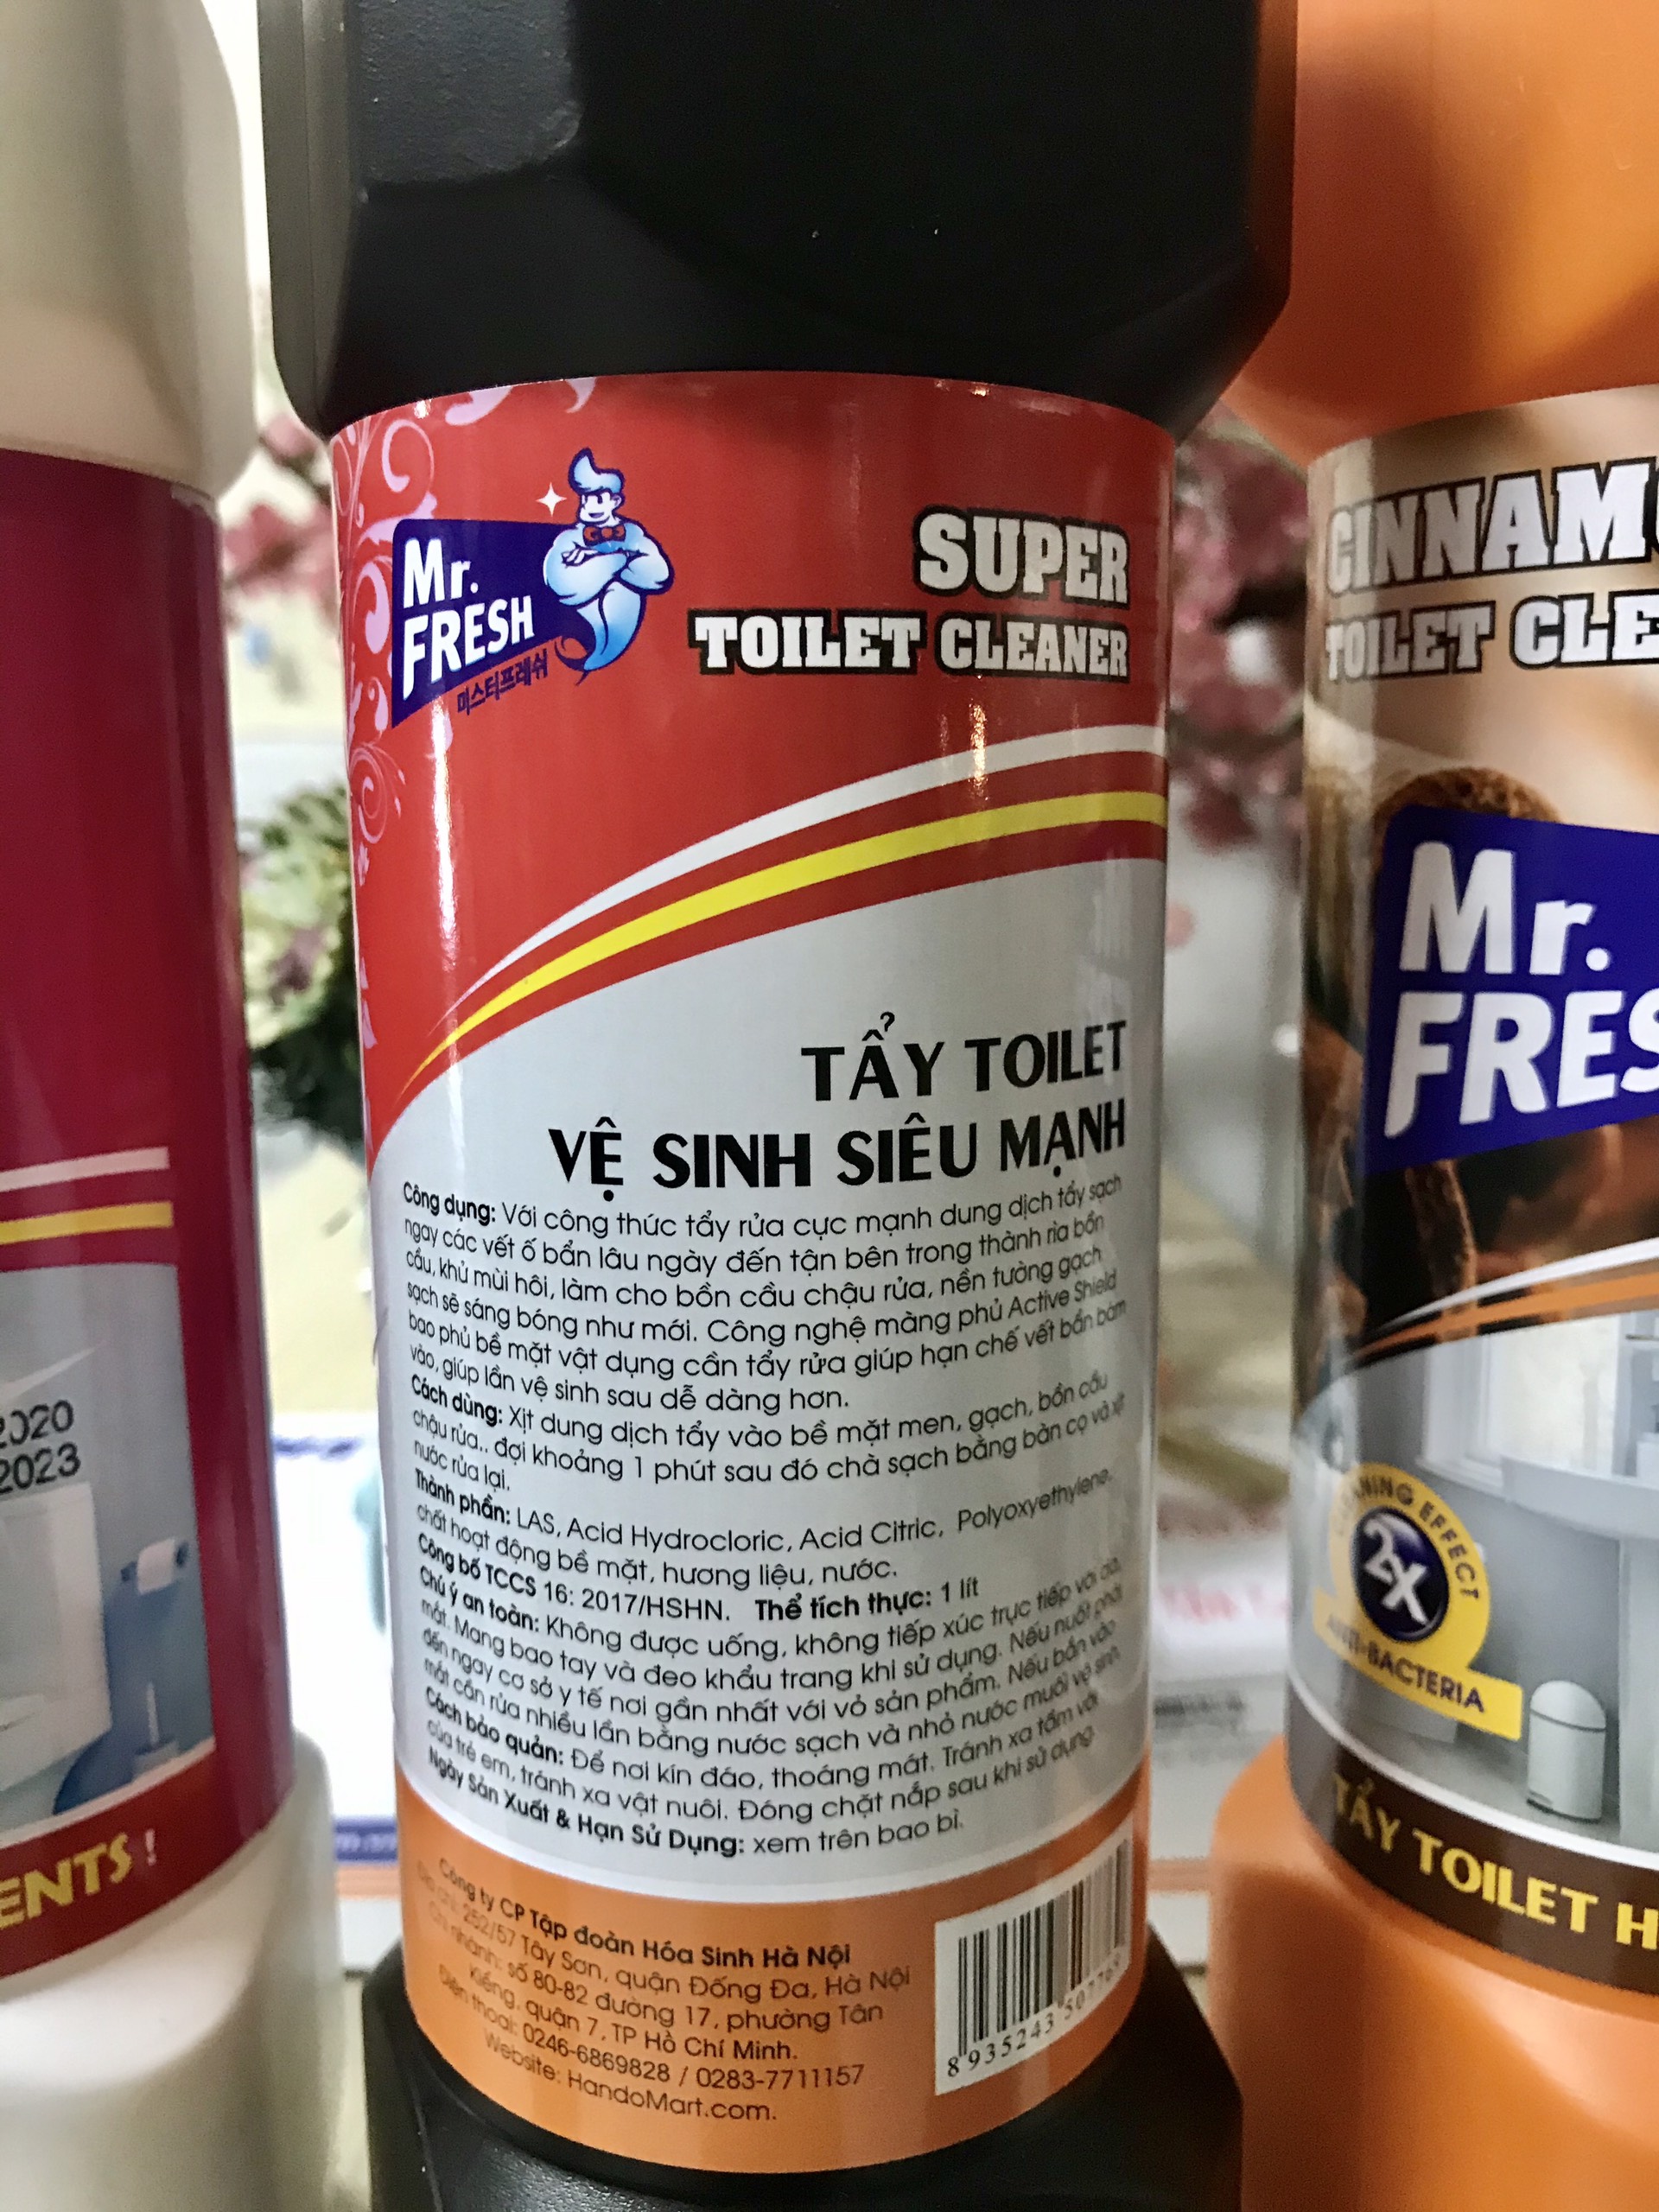 Mr.
FRESH
미스터프레쉬
SUPER
TOILET CLEANER
TẨY TOILET
VỆ SINH SIÊU MẠNH
Công dụng: Với công thức tẩy rửa cực mạnh dung dịch tẩy sạch
ngay các vết ố bẩn lâu ngày đến tận bên trong thành rìa bồn
cầu, khử mùi hôi, làm cho bồn cầu chậu rửa, nền tường gạch
sạch sẽ sáng bóng như mới. Công nghệ màng phủ Active Shield
bao phủ bề mặt vật dụng cần tẩy rửa giúp hạn chế vết bẩn bám
vào, giúp lần vệ sinh sau dễ dàng hơn.
Cách dùng: Xịt dung dịch tẩy vào bề mặt men, gạch, bồn cầu
chậu rửa.. đợi khoảng 1 phút sau đó chà sạch bằng bàn cọ và xịt
nước rửa lại.
Thành phần: LAS, Acid Hydrocloric, Acid Citric, Polyoxyethylene,
chất hoạt động bề mặt, hương liệu, nước.
Công bố TCCS 16: 2017/HSHN. Thể tích thực: 1 lít
Chú ý an toàn: Không được uống, không tiếp xúc trực tiếp với da,
mắt. Mang bao tay và đeo khẩu trang khi sử dụng. Nếu nuốt phải
đến ngay cơ sở y tế nơi gần nhất với vỏ sản phẩm. Nếu bắn vào
mắt cần rửa nhiều lần bằng nước sạch và nhỏ nước muối vệ sinh.
Cách bảo quản: Để nơi kín đáo, thoáng mát. Tránh xa tầm với
của trẻ em, tránh xa vật nuôi. Đóng chặt nắp sau khi sử dụng.
Ngày Sản Xuất & Hạn Sử Dụng: xem trên bao bì.
Công ty CP Tập đoàn Hóa Sinh Hà Nội
Địa chỉ: 252/57 Tây Sơn, quận Đống Đa, Hà Nội
Chi nhánh: số 80-82 đường 17, phường Tân
Kiểng, quận 7, TP Hồ Chí Minh.
Điện thoại: 0246-6869828 / 0283-7711157
Website: HandoMart.com.
8 935243 507769
2020
2023
ENTS !
CINNAM
TOILET CLE
Mr.
FRES
CLEANING EFFECT
2X
ANTI-BACTERIA
TẨY TOILET H